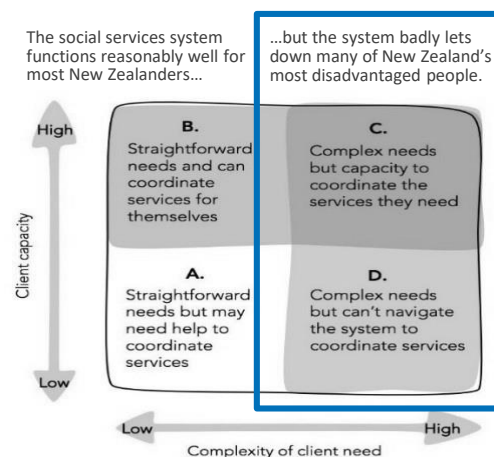 The social services system
functions reasonably well for
most New Zealanders…
…but the system badly lets
down many of New Zealand's
most disadvantaged people.
High
Client capacity
Low
B.
Straightforward
needs and can
coordinate
services for
themselves
C.
Complex needs
but capacity to
coordinate the
services they need
A.
Straightforward
needs but may
need help to
coordinate
services
D.
Complex needs
but can't navigate
the system to
coordinate services
Low
High
Complexity of client need